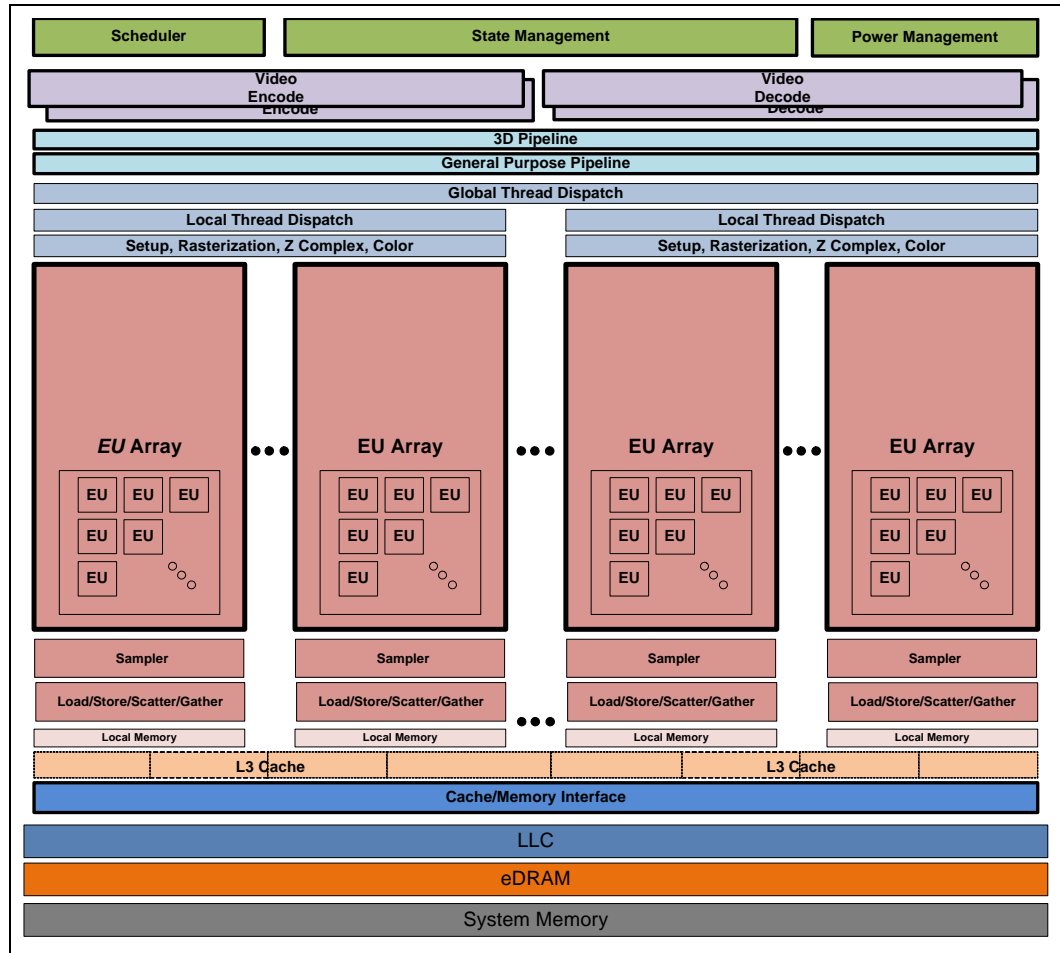 Scheduler
State Management
Power Management
Video
Encode
Encode
Video
Decode
Decode
3D Pipeline
General Purpose Pipeline
Global Thread Dispatch
Local Thread Dispatch
Local Thread Dispatch
Setup, Rasterization, Z Complex, Color
Setup, Rasterization, Z Complex, Color
EU Array
EU Array
EU Array
EU Array
EU EU EU
EU EU EU
EU EU EU
EU EU EU
EU EU
EU EU
EU EU
EU EU
EU
EU
EU
EU
Sampler
Sampler
Sampler
Sampler
Load/Store/Scatter/Gather
Load/Store/Scatter/Gather
Load/Store/Scatter/Gather
Load/Store/Scatter/Gather
Local Memory
Local Memory
Local Memory
Local Memory
L3 Cache
L3 Cache
Cache/Memory Interface
LLC
eDRAM
System Memory